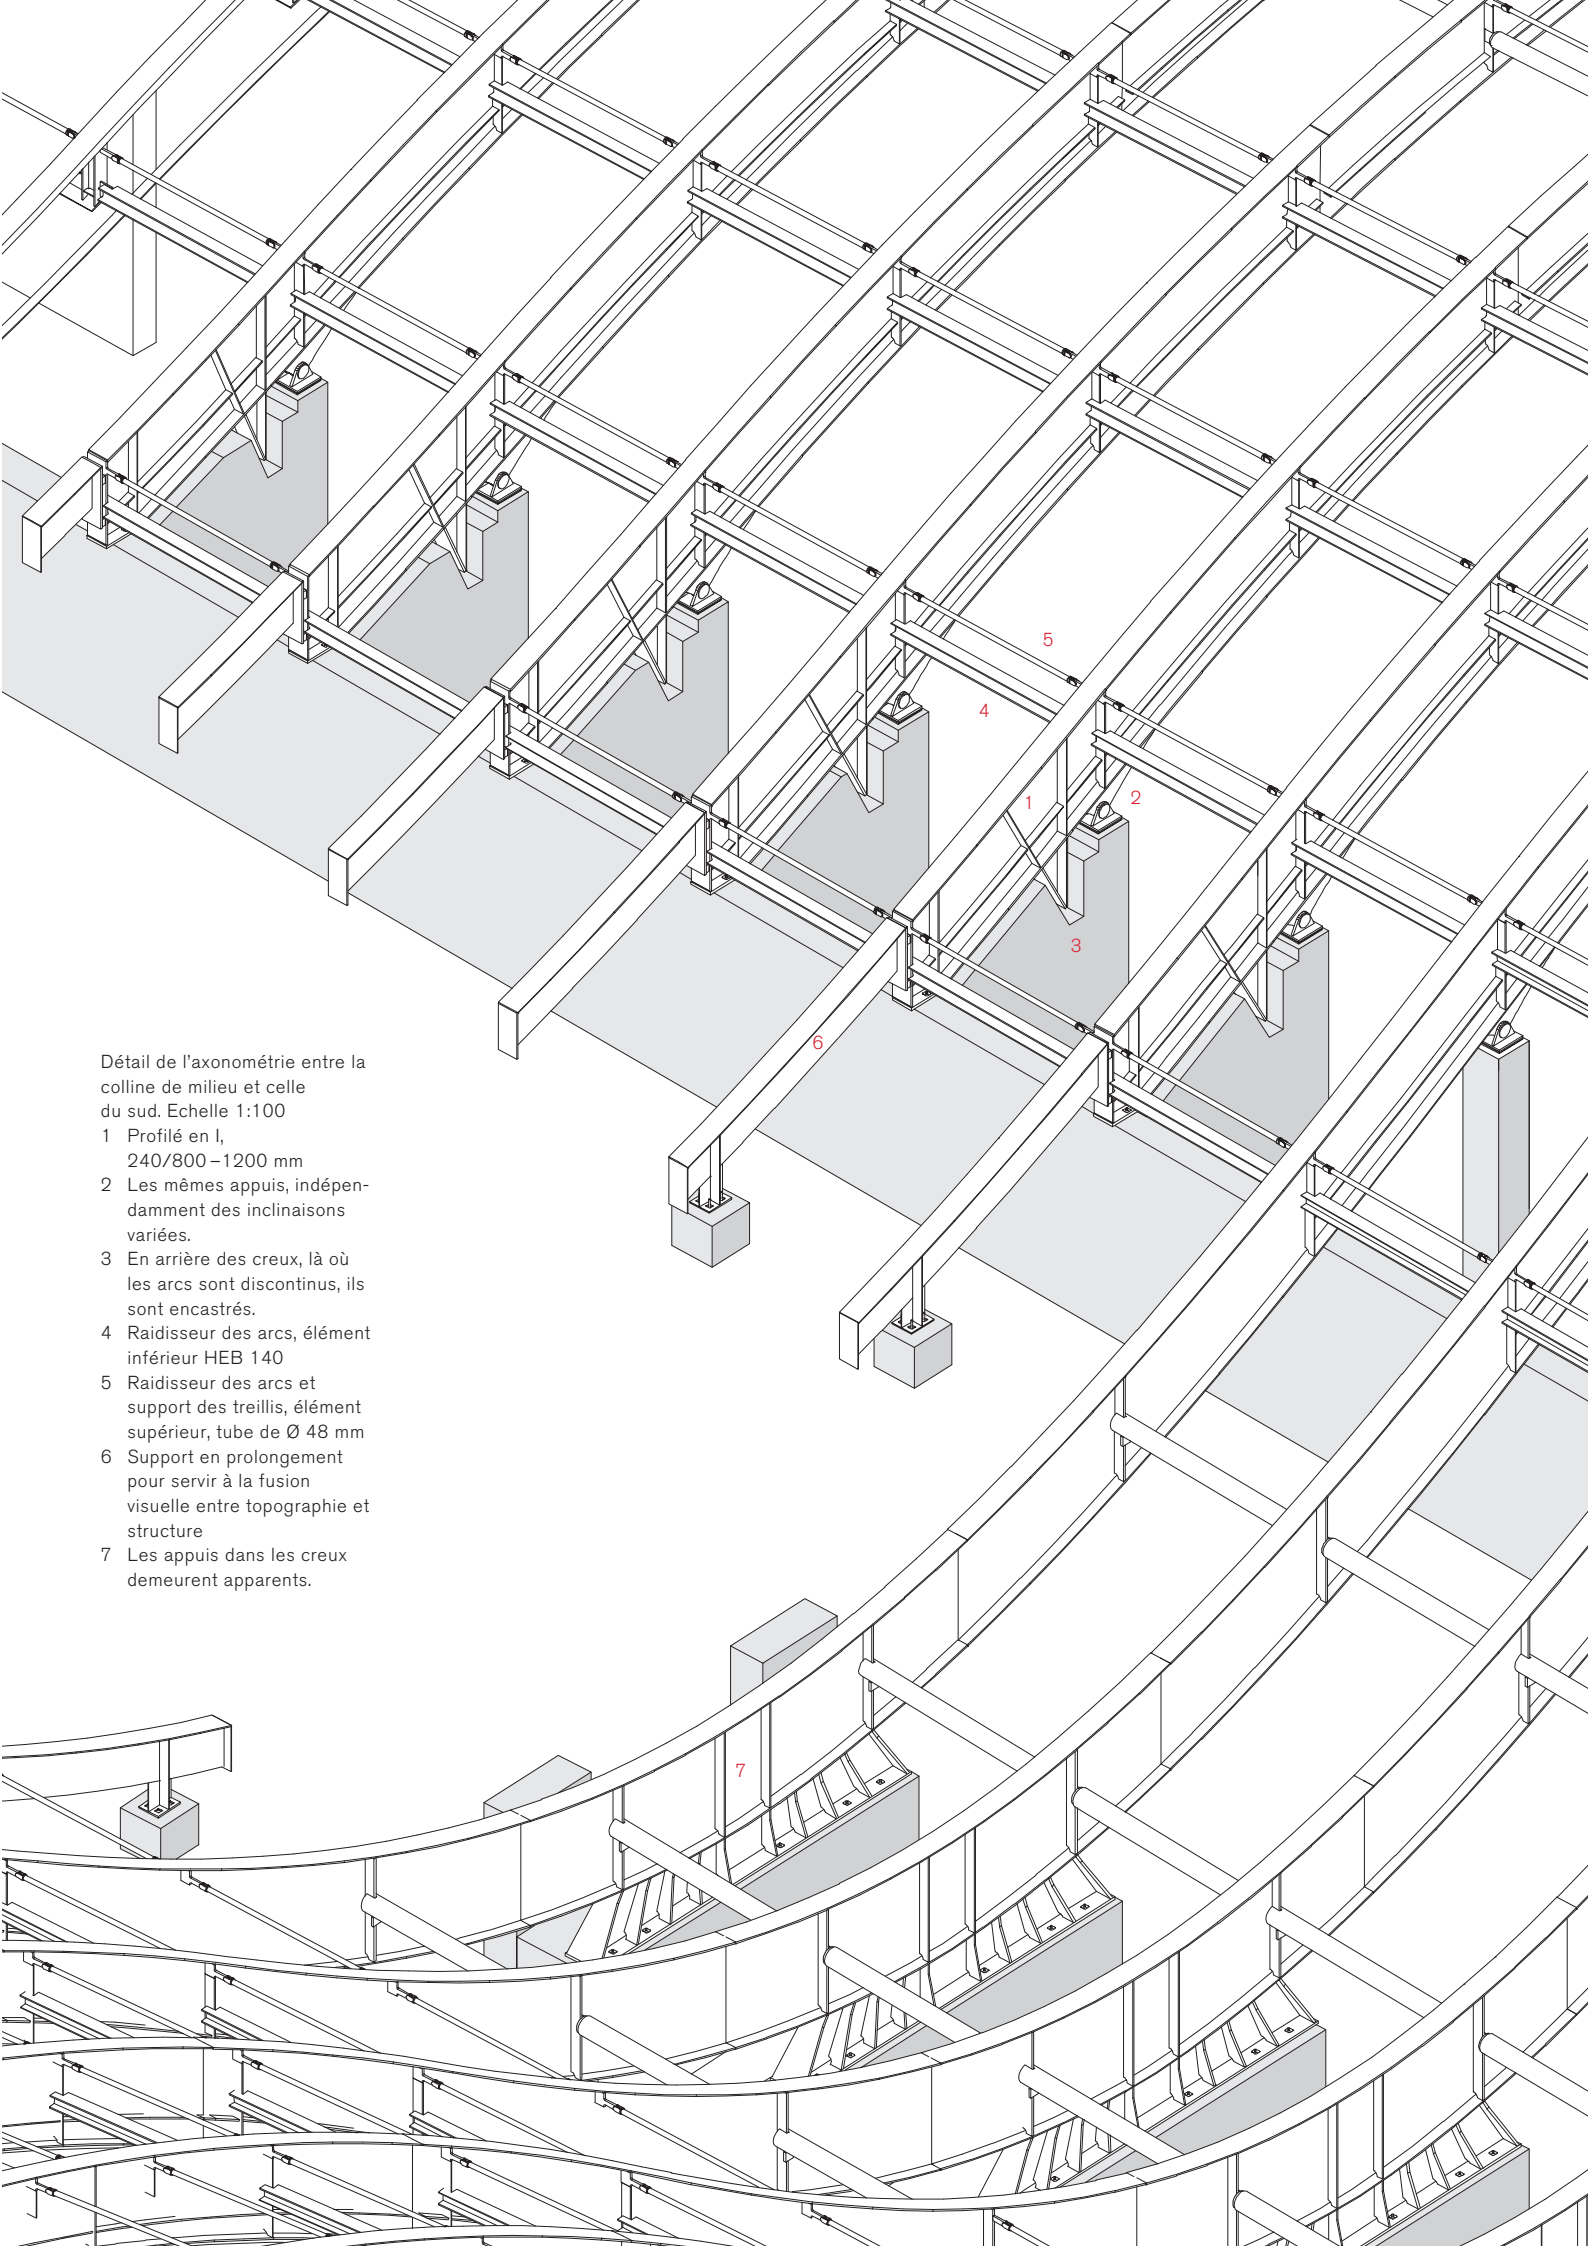 5
4
1
2
3
6
Détail de l'axonométrie entre la
colline de milieu et celle
du sud. Echelle 1:100
1 Profilé en I,
240/800–1200 mm
2 Les mêmes appuis, indépen-
damment des inclinaisons
variées.
3 En arrière des creux, là où
les arcs sont discontinus, ils
sont encastrés.
4 Raidisseur des arcs, élément
inférieur HEB 140
5 Raidisseur des arcs et
support des treillis, élément
supérieur, tube de Ø 48 mm
6 Support en prolongement
pour servir à la fusion
visuelle entre topographie et
structure
7 Les appuis dans les creux
demeurent apparents.
7